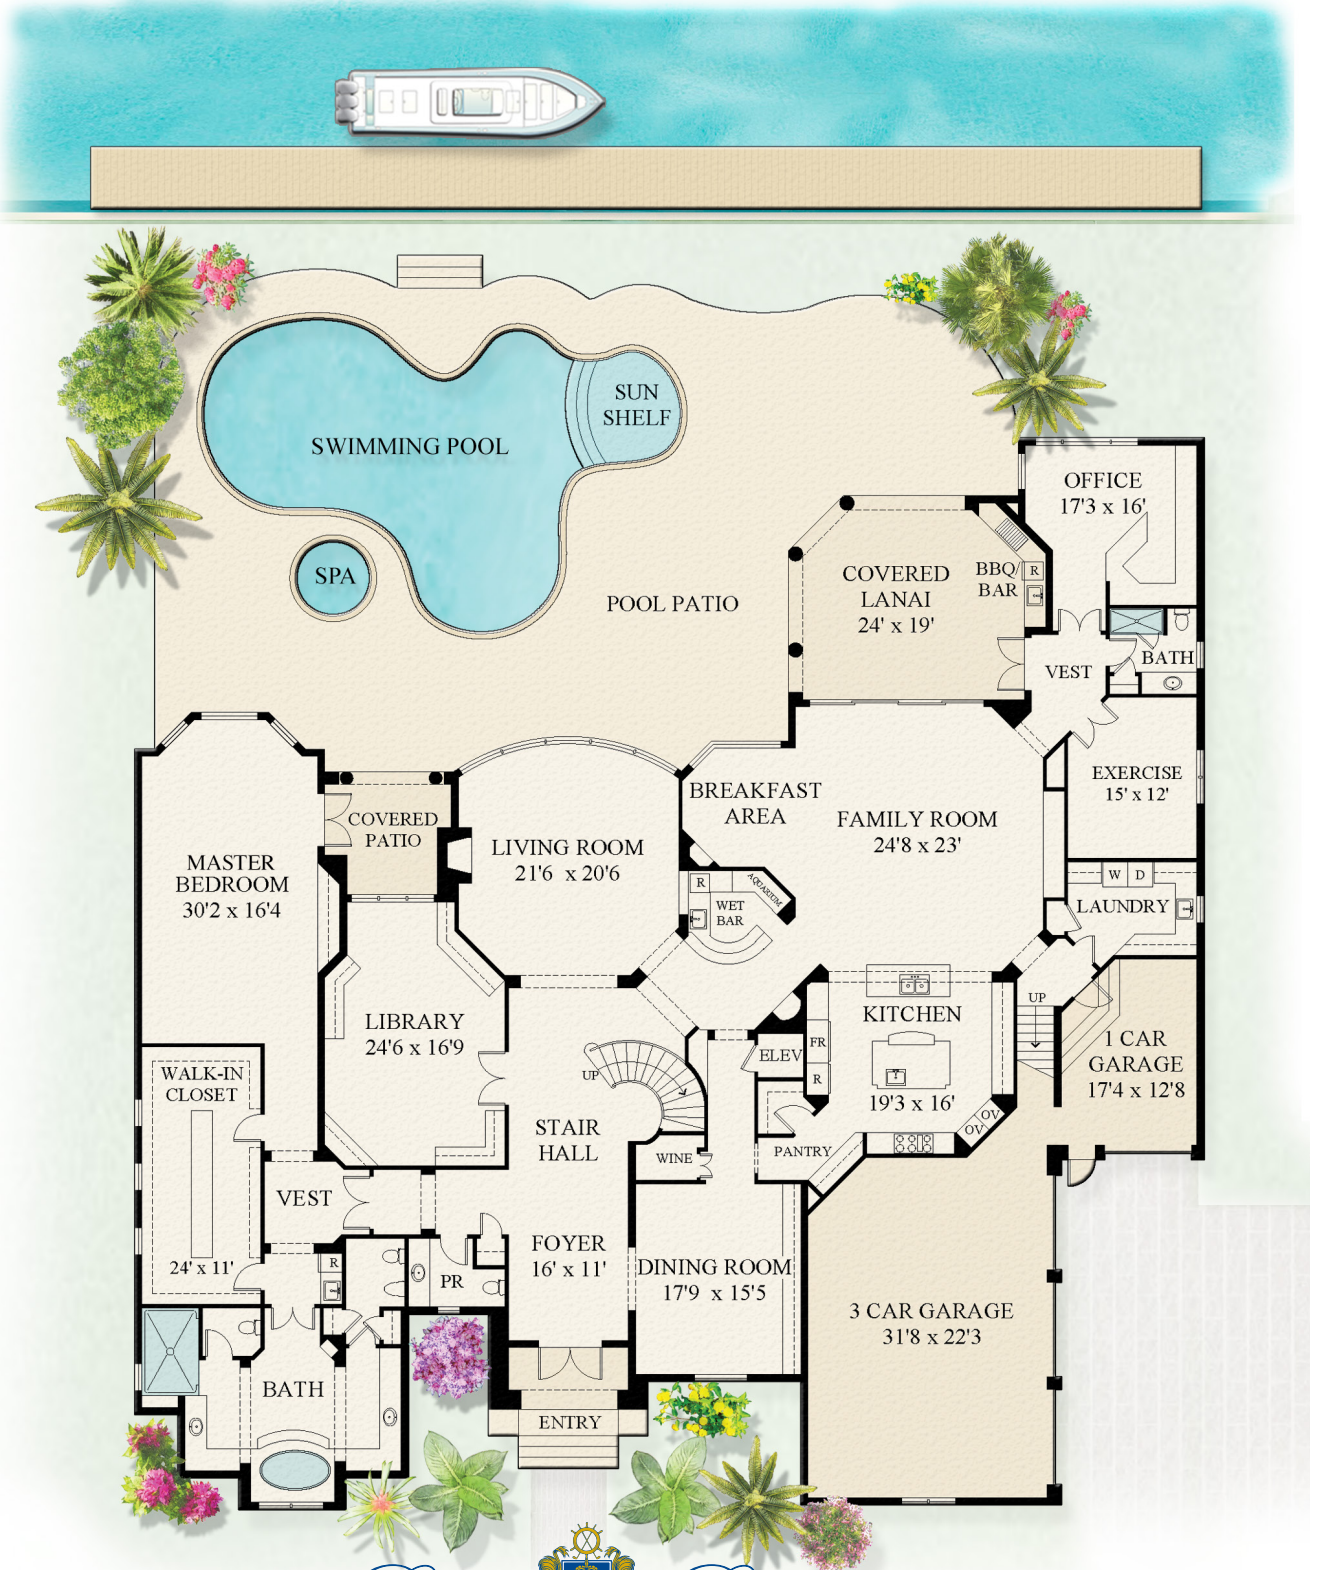 SUN
SHELF
SWIMMING POOL
SPA
POOL PATIO
OFFICE
17'3 x 16'
COVERED
LANAI
24' x 19'
BBQ/
BAR
R
VEST
BATH
EXERCISE
15' x 12'
BREAKFAST
AREA
FAMILY ROOM
24'8 x 23'
COVERED
PATIO
LIVING ROOM
21'6 x 20'6
MASTER
BEDROOM
30'2 x 16'4
R
AQUARIUM
WET
BAR
W D
LAUNDRY
LIBRARY
24'6 x 16'9
UP
KITCHEN
19'3 x 16'
FR
R
OV
OV
ELEV
1 CAR
GARAGE
17'4 x 12'8
WALK-IN
CLOSET
24' x 11'
UP
STAIR
HALL
WINE
PANTRY
VEST
R
FOYER
16' x 11'
PR
DINING ROOM
17'9 x 15'5
3 CAR GARAGE
31'8 x 22'3
BATH
ENTRY